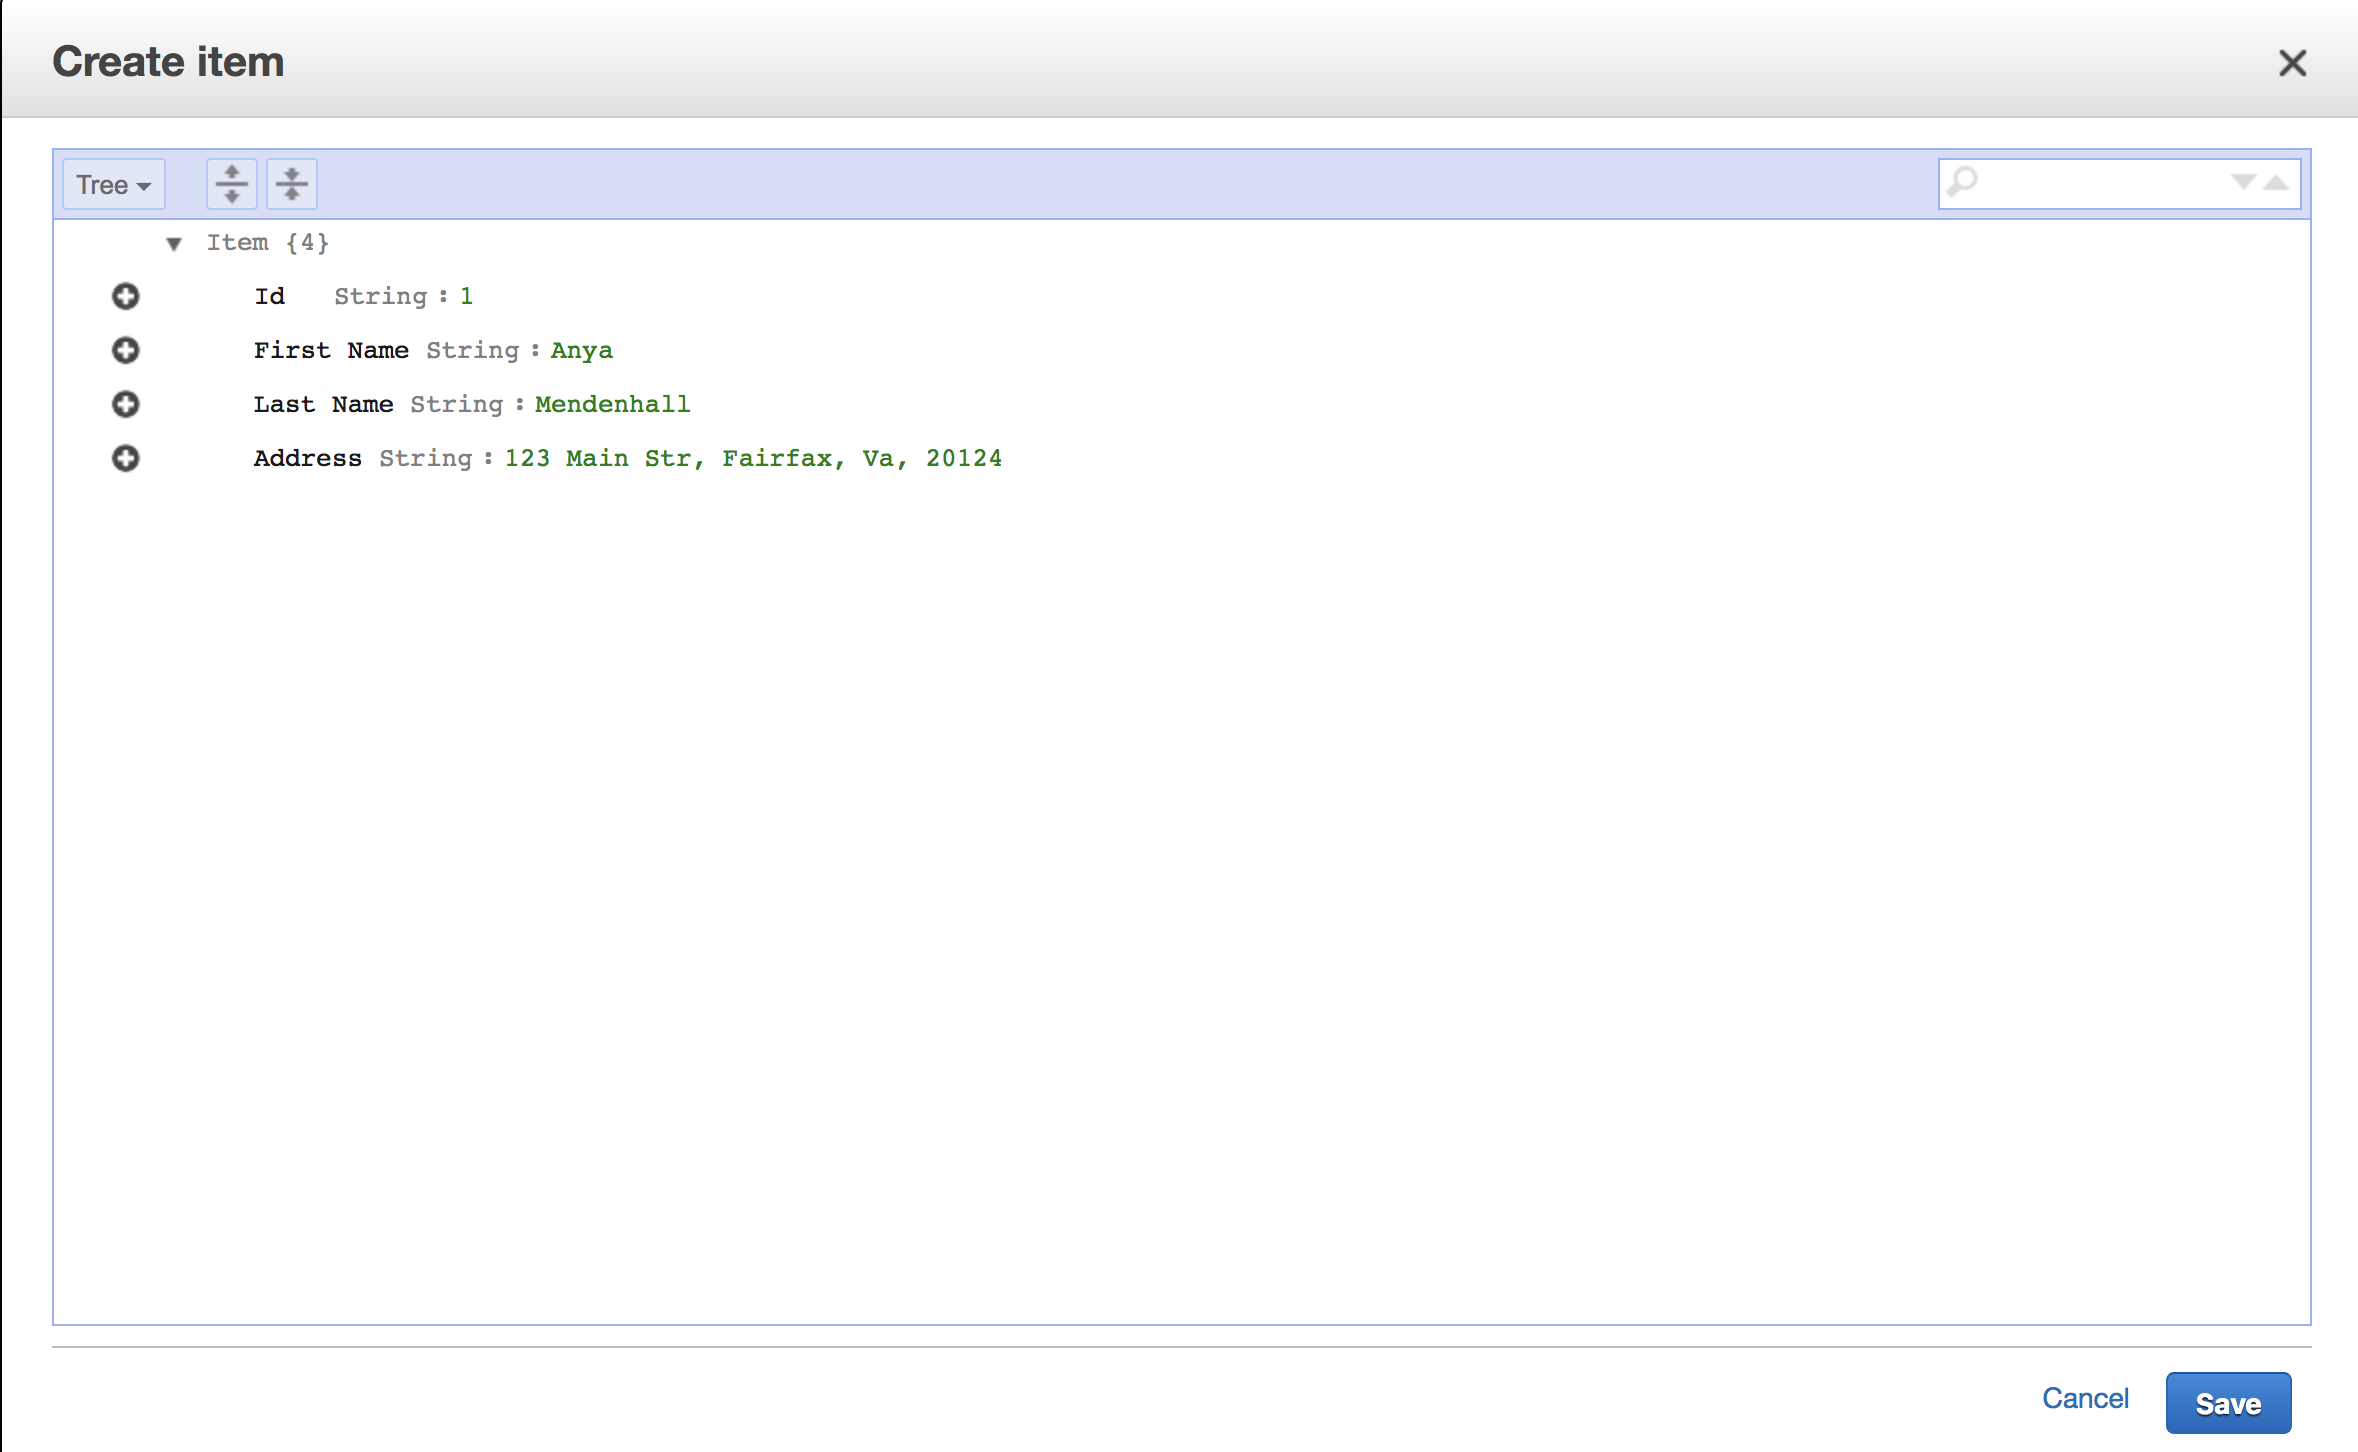 Create item
Tree
Item {4}
Id String : 1
First Name String : Anya
Last Name String : Mendenhall
Address String : 123 Main Str, Fairfax, Va, 20124
Cancel Save